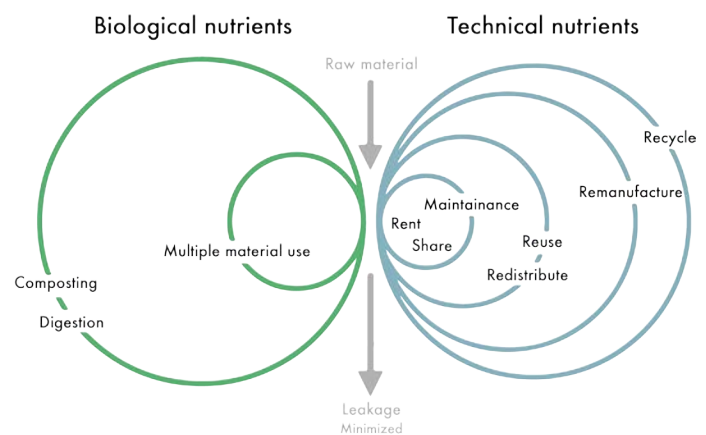 Biological nutrients
Technical nutrients
Raw material
Recycle
Remanufacture
Maintainance
Rent
Share
Reuse
Redistribute
Multiple material use
Composting
Digestion
Leakage
Minimized